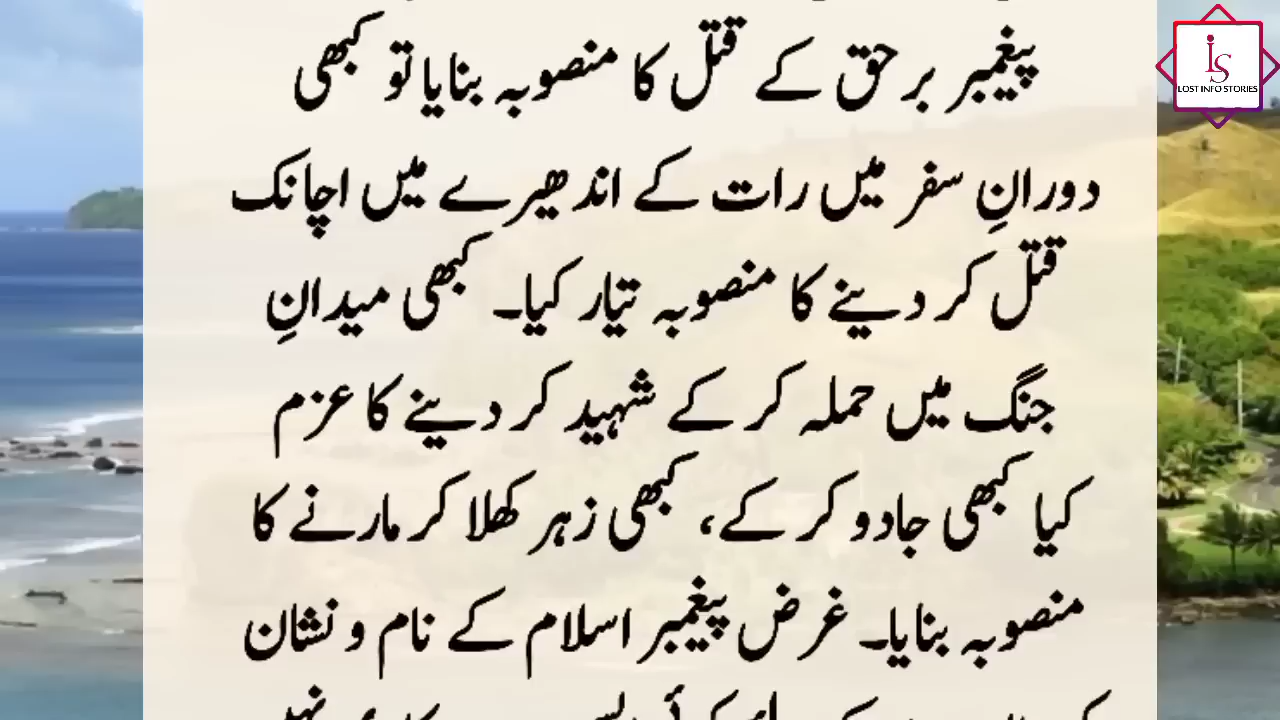 پیغمبر برحق کے قتل کا منصوبہ بنایا تو کبھی
دورانِ سفر میں رات کے اندھیرے میں اچانک
قتل کر دینے کا منصوبہ تیار کیا۔ کبھی میدانِ
جنگ میں حملہ کر کے شہید کر دینے کا عزم
کیا کبھی جادو کر کے، کبھی زہر کھلا کر مارنے کا
منصوبہ بنایا۔ غرض پیغمبر اسلام کے نام و نشان
LOST INFO STORIES